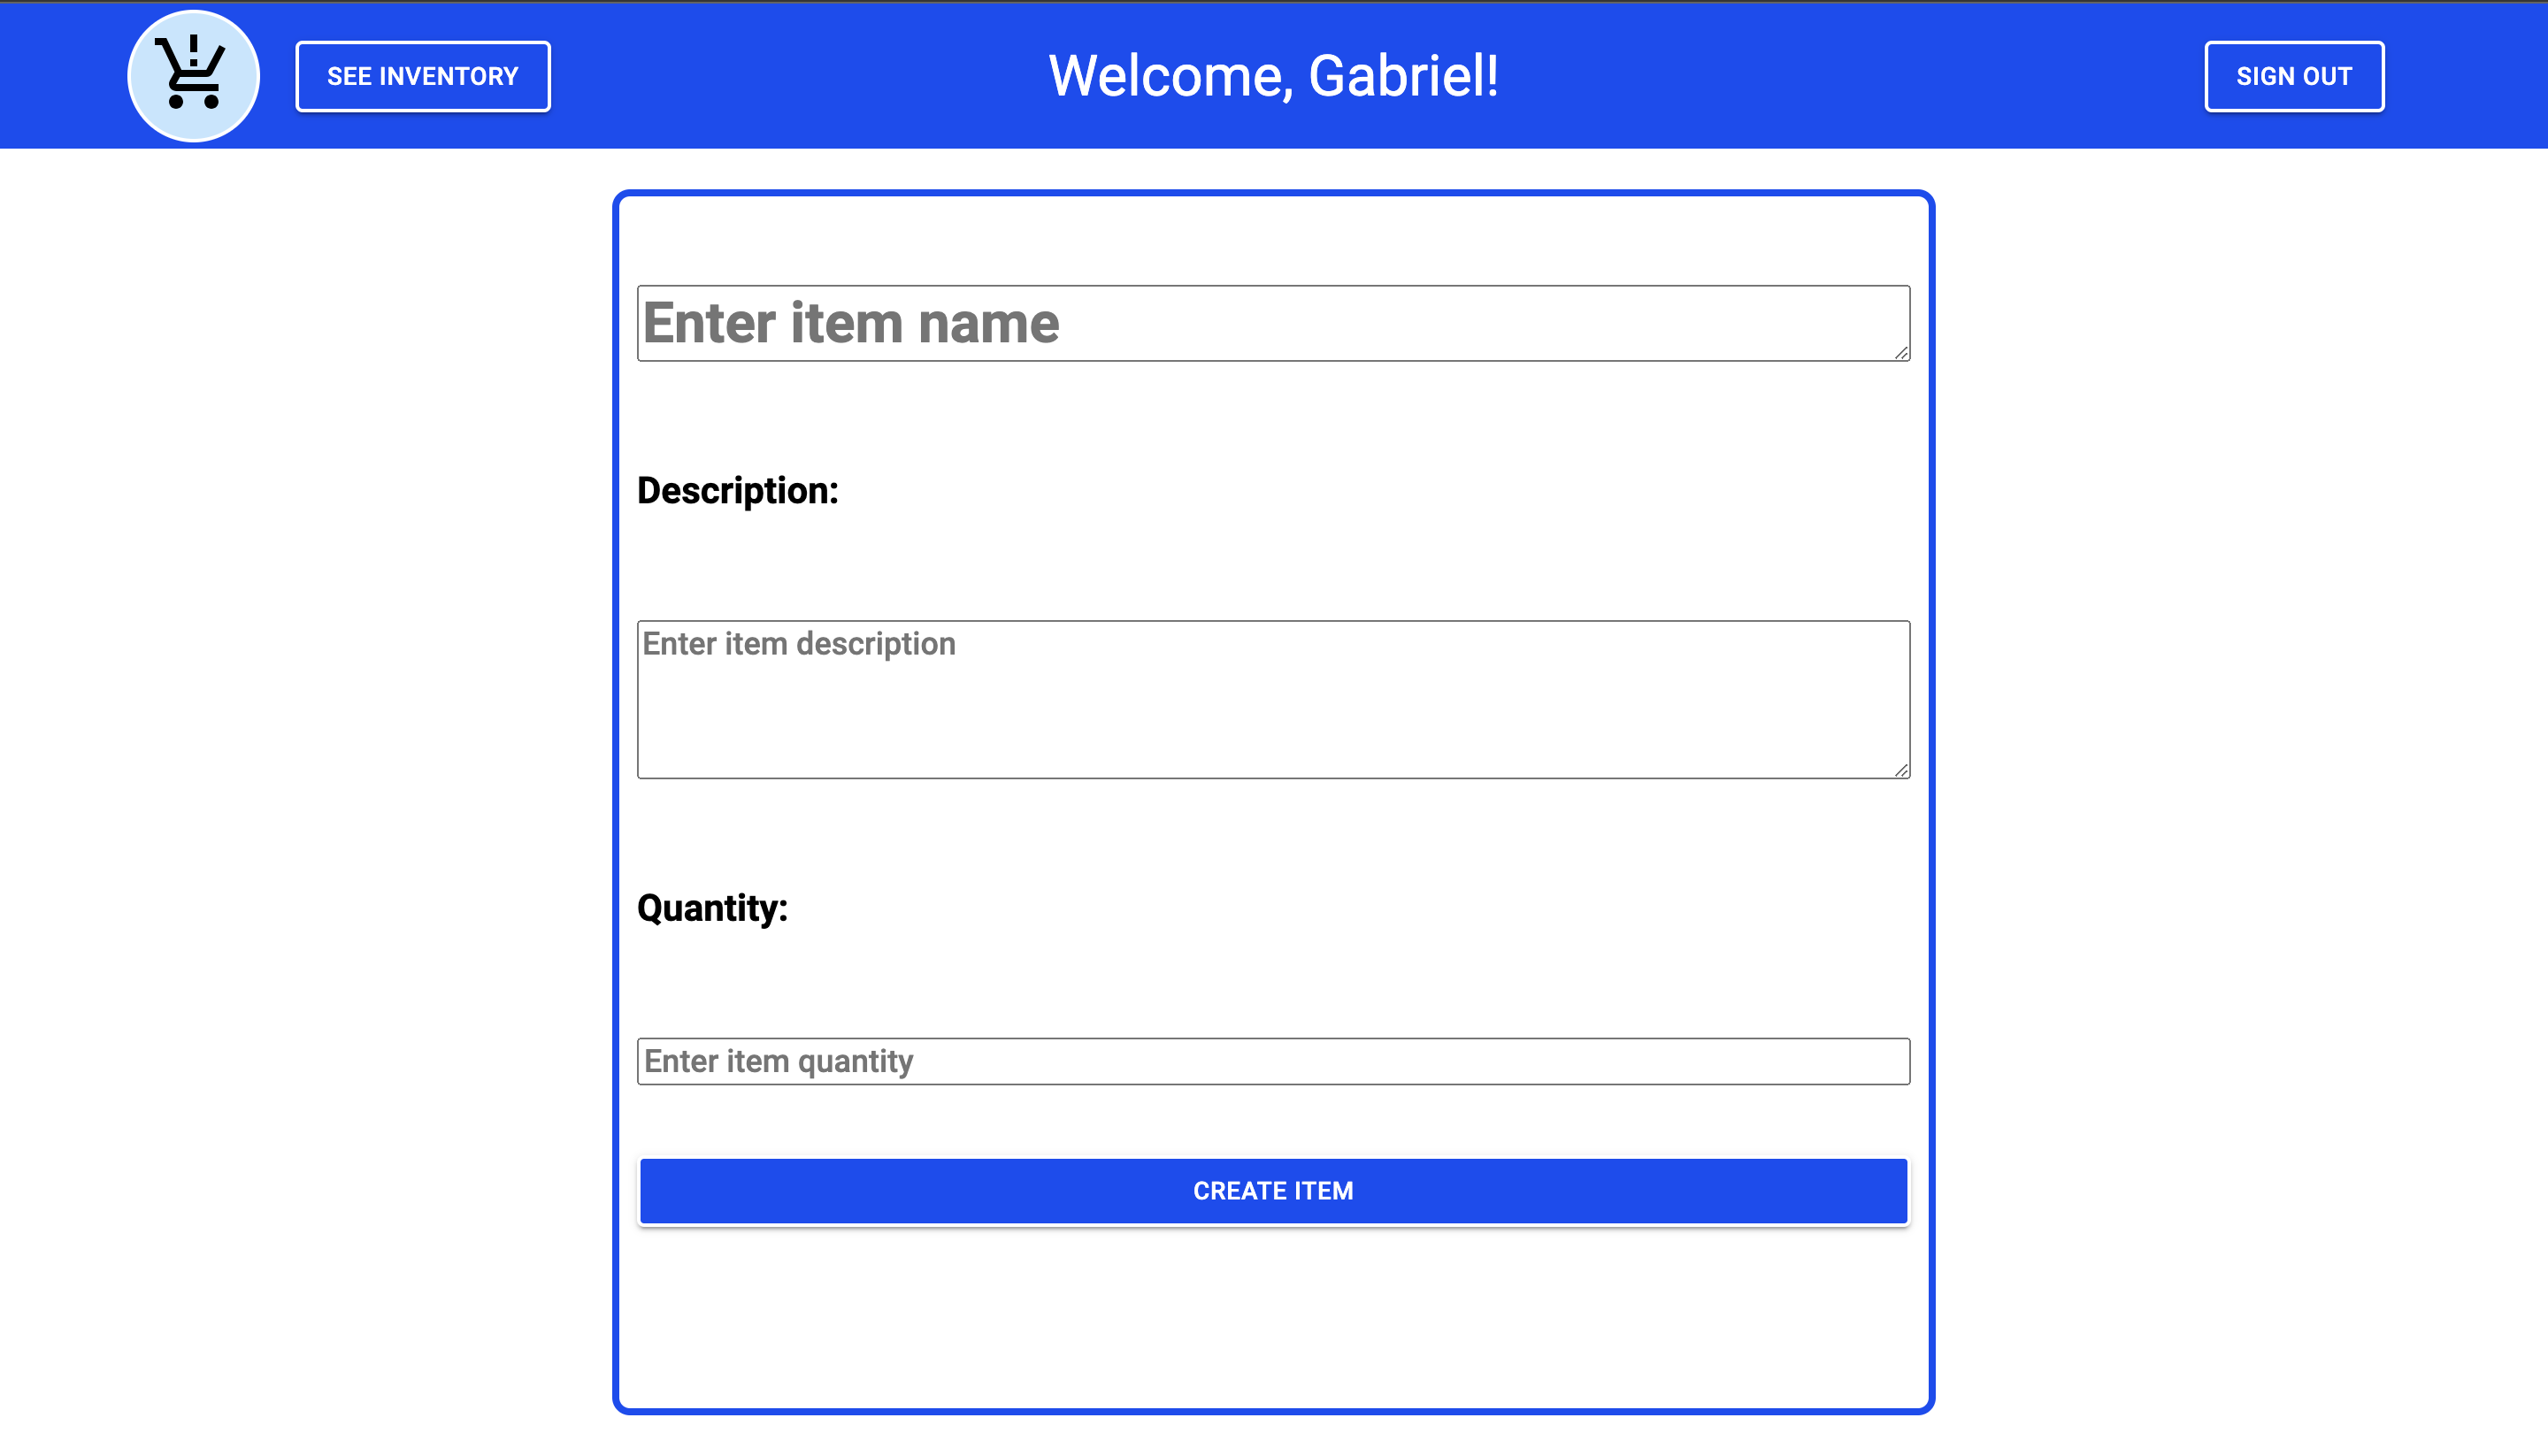 SEE INVENTORY
Welcome, Gabriel!
SIGN OUT
Enter item name
Description:
Enter item description
Quantity:
Enter item quantity
CREATE ITEM